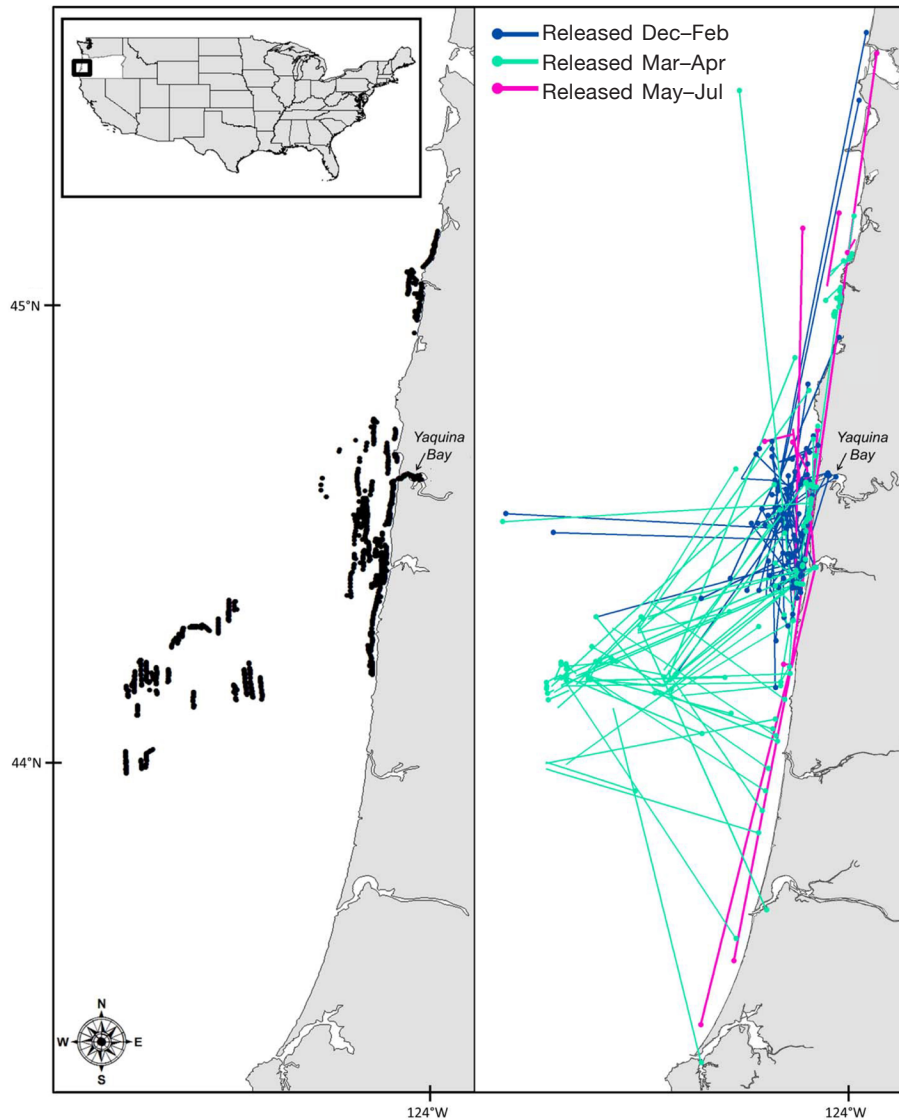 Released Dec–Feb
Released Mar–Apr
Released May–Jul
45°N
Yaquina
Bay
Yaquina
Bay
44°N
N
W
E
S
124°W
124°W